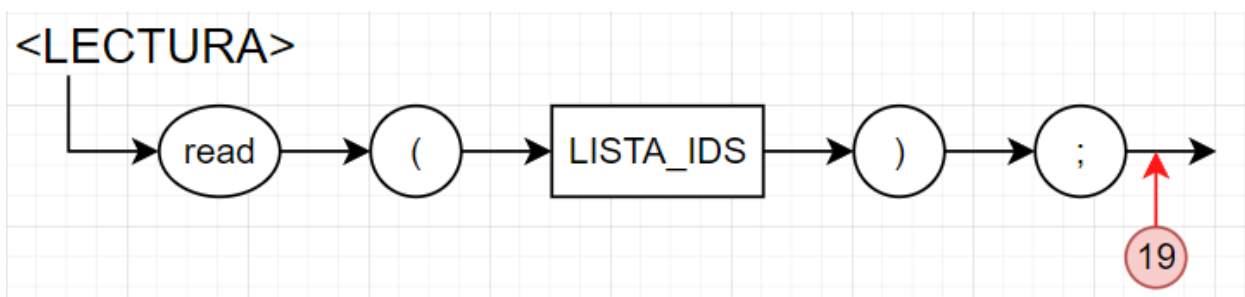 <LECTURA>
read ( LISTA_IDS ) ;
19